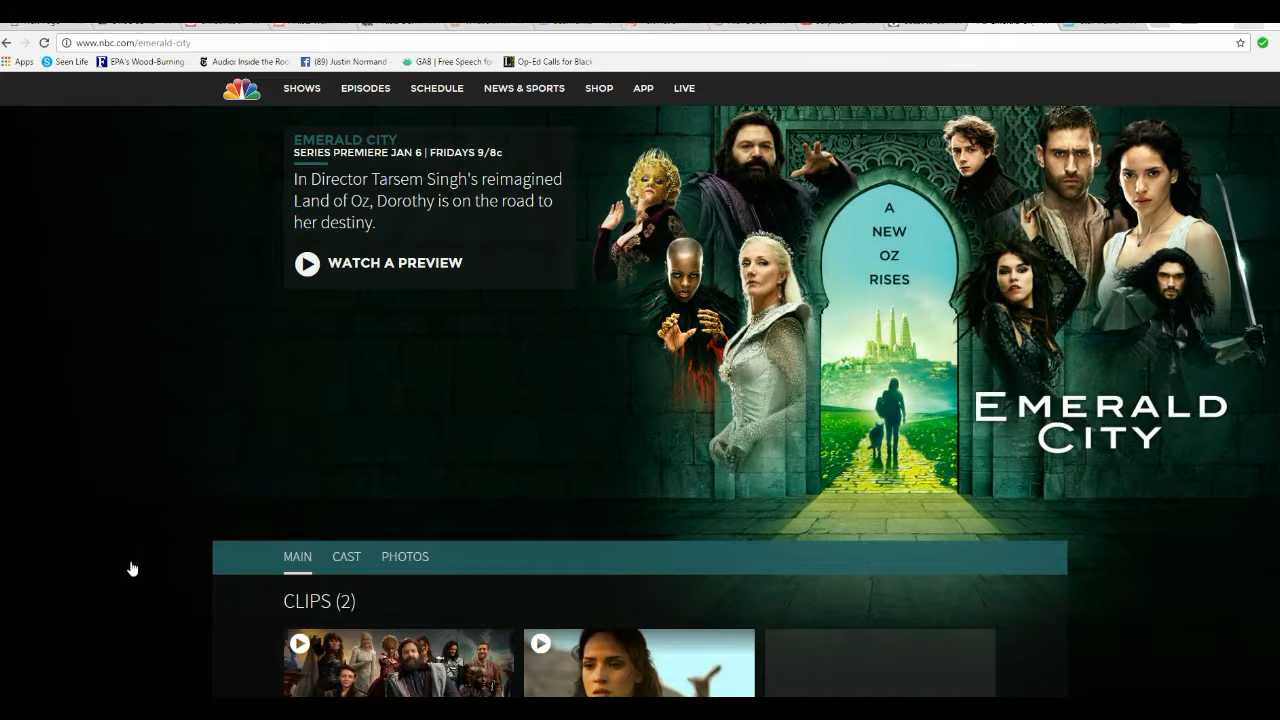 www.nbc.com/emerald-city
Apps Seen Life EPA's Wood-Burning Audio: Inside the Roo (89) Justin Normand GAB | Free Speech fo Op-Ed Calls for Black
SHOWS EPISODES SCHEDULE NEWS & SPORTS SHOP APP LIVE
EMERALD CITY
SERIES PREMIERE JAN 6 | FRIDAYS 9/8c
In Director Tarsem Singh's reimagined
Land of Oz, Dorothy is on the road to
her destiny.
WATCH A PREVIEW
A
NEW
OZ
RISES
EMERALD
CITY
MAIN CAST PHOTOS
CLIPS (2)